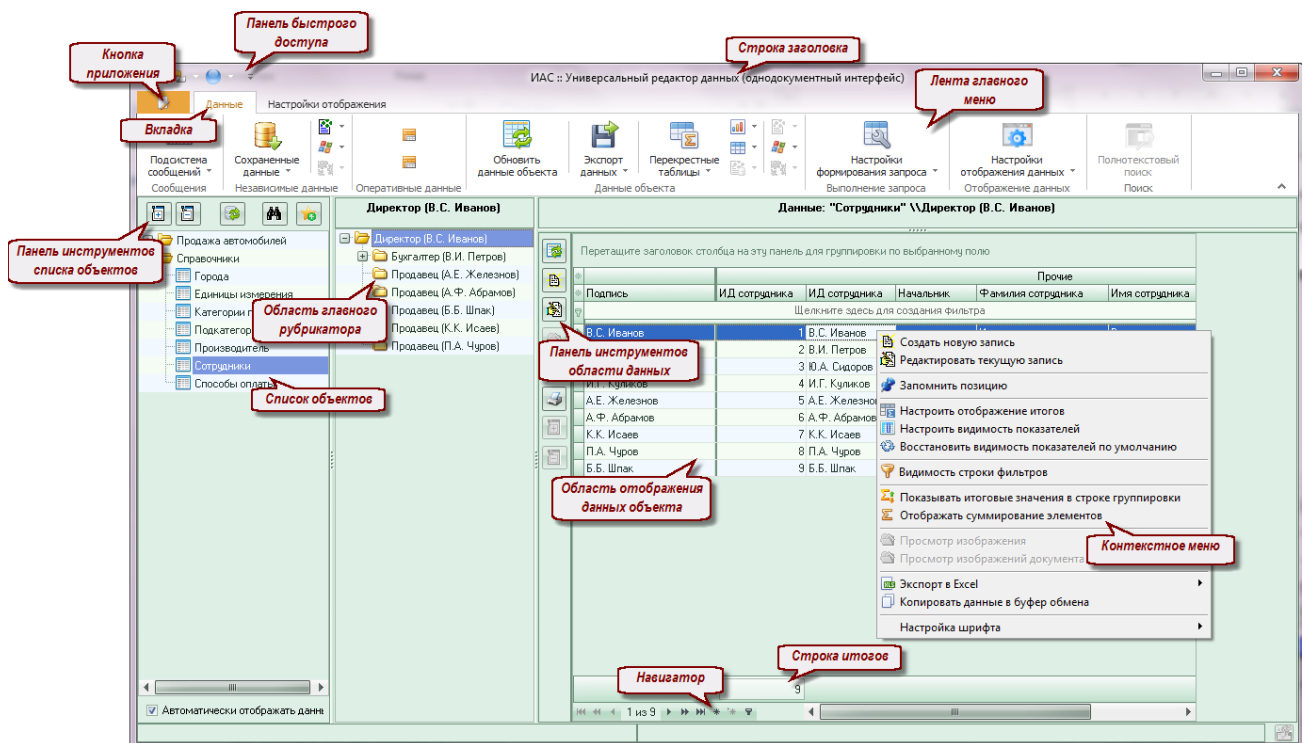 Панель быстрого
доступа
Кнопка
приложения
Строка заголовка
ИАС :: Универсальный редактор данных (однодокументный интерфейс)
Лента главного
меню
Данные
Настройки отображения
Вкладка
Подсистема
сообщений
Сохраненные
данные
Обновить
данные объекта
Экспорт
данных
Перекрестные
таблицы
Настройки
формирования запроса
Настройки
отображения данных
Полнотекстовый
поиск
Сообщения
Независимые данные
Оперативные данные
Данные объекта
Выполнение запроса
Отображение данных
Поиск
Панель инструментов
списка объектов
Продажа автомобилей
Справочники
Города
Единицы измерения
Категории
Подкатегор
Производитель
Сотрудники
Способы оплаты
Список объектов
Автоматически отображать данн
Директор (В.С. Иванов)
Директор (В.С. Иванов)
Бухгалтер (В.И. Петров)
Продавец (А.Е. Железнов)
Продавец (А.Ф. Абрамов)
Продавец (Б.Б. Шпак)
Продавец (К.К. Исаев)
Продавец (П.А. Чуров)
Область главного
рубрикатора
Данные: "Сотрудники" \\Директор (В.С. Иванов)
Перетащите заголовок столбца на эту панель для группировки по выбранному полю
Прочие
Подпись
ИД сотрудника
ИД сотрудника
Начальник
Фамилия сотрудника
Имя сотрудника
Щелкните здесь для создания фильтра
В.С. Иванов 1 В.С. Иванов
2 В.И. Петров
3 Ю.А. Сидоров
И.Г. Куликов 4 И.Г. Куликов
А.Е. Железнов 5 А.Е. Железно
А.Ф. Абрамов 6 А.Ф. Абрамов
К.К. Исаев 7 К.К. Исаев
П.А. Чуров 8 П.А. Чуров
Б.Б. Шпак 9 Б.Б. Шпак
Панель инструментов
области данных
Область отображения
данных объекта
Создать новую запись
Редактировать текущую запись
Запомнить позицию
Настроить отображение итогов
Настроить видимость показателей
Восстановить видимость показателей по умолчанию
Видимость строки фильтров
Показывать итоговые значения в строке группировки
Отображать суммирование элементов
Просмотр изображения
Просмотр изображений документа
Экспорт в Excel
Копировать данные в буфер обмена
Настройка шрифта
Контекстное меню
Строка итогов
Навигатор
9
1 из 9